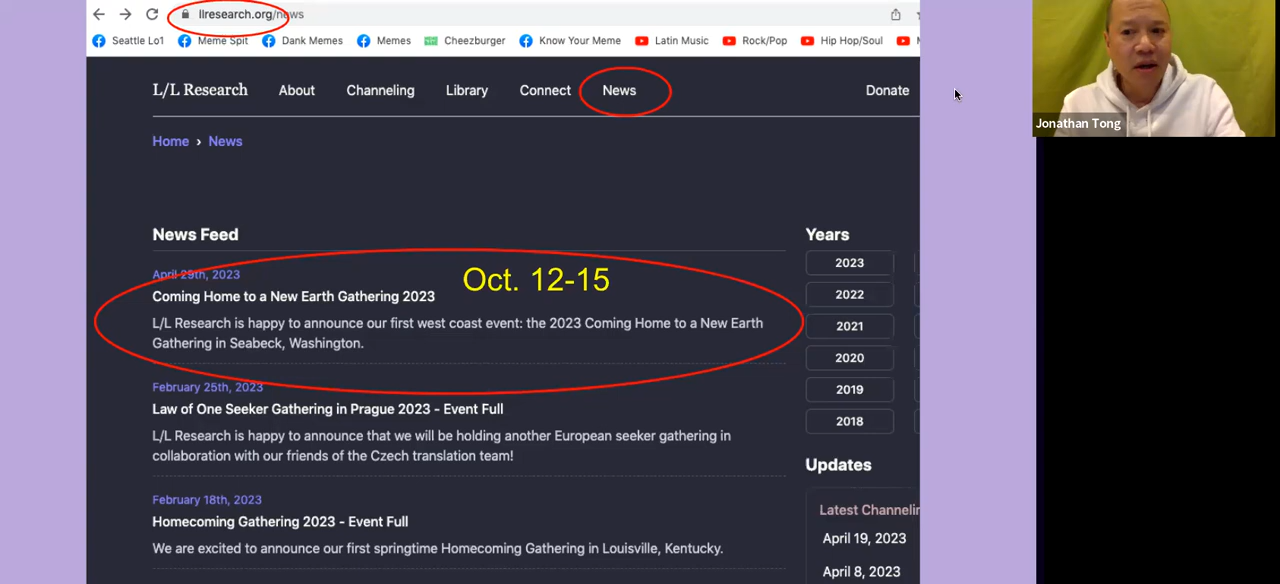 llresearch.org/news
Seattle Lo1 Meme Spit Dank Memes Memes Cheezburger Know Your Meme Latin Music Rock/Pop Hip Hop/Soul
L/L Research About Channeling Library Connect News Donate
Home › News
News Feed
April 29th, 2023
Oct. 12-15
Coming Home to a New Earth Gathering 2023
L/L Research is happy to announce our first west coast event: the 2023 Coming Home to a New Earth
Gathering in Seabeck, Washington.
February 25th, 2023
Law of One Seeker Gathering in Prague 2023 - Event Full
L/L Research is happy to announce that we will be holding another European seeker gathering in
collaboration with our friends of the Czech translation team!
February 18th, 2023
Homecoming Gathering 2023 - Event Full
We are excited to announce our first springtime Homecoming Gathering in Louisville, Kentucky.
Years
2023
2022
2021
2020
2019
2018
Updates
Latest Channelin
April 19, 2023
April 8, 2023
Jonathan Tong